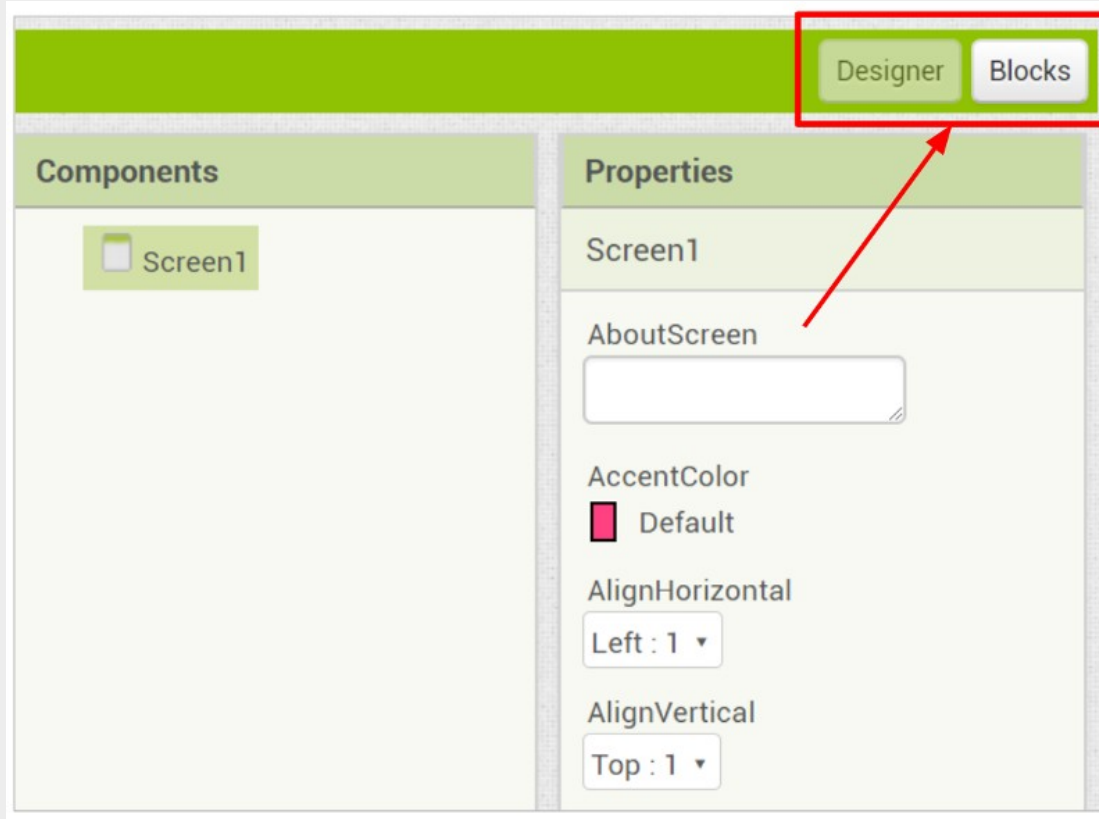 Designer Blocks
Components
Screen1
Properties
Screen1
AboutScreen
AccentColor
Default
AlignHorizontal
Left : 1
AlignVertical
Top : 1